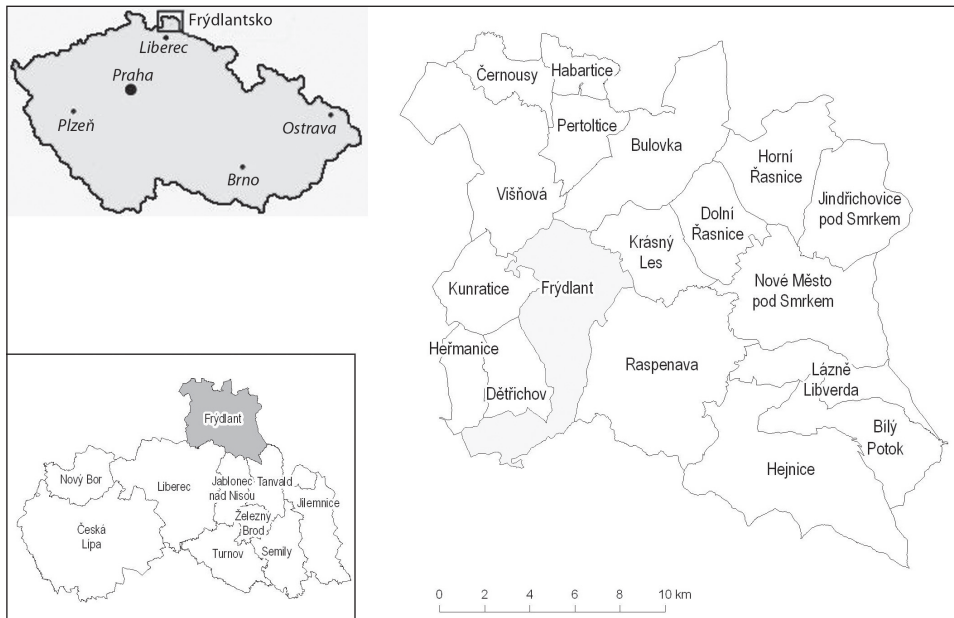 Frýdlantsko
Liberec
Praha
Plzeň
Ostrava
Brno
Frýdlant
Nový Bor
Liberec
Jablonec
nad Nisou
Tanvald
Jilemnice
Česká
Lípa
Železný
Brod
Turnov
Semily
Černousy
Habartice
Pertoltice
Bulovka
Višňová
Horní
Řasnice
Jindřichovice
pod Smrkem
Dolní
Řasnice
Krásný
Les
Kunratice
Frýdlant
Nové Město
pod Smrkem
Heřmanice
Dětřichov
Raspenava
Lázně
Libverda
Bílý
Potok
Hejnice
0 2 4 6 8 10 km